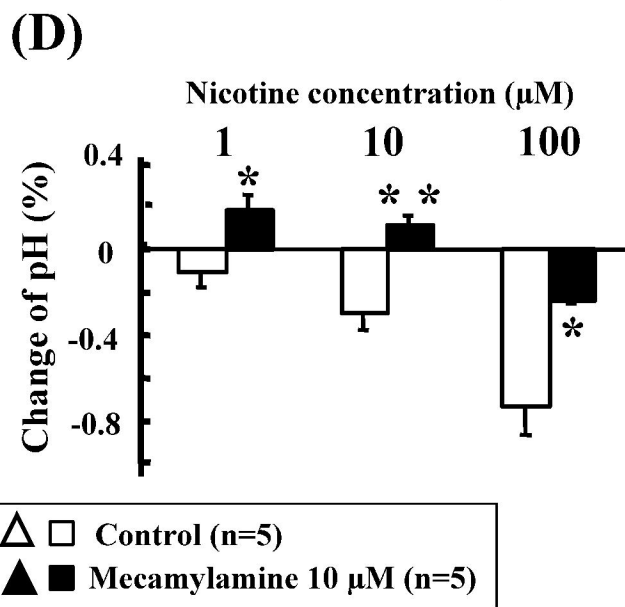 (D)
Nicotine concentration (µM)
1 10 100
Change of pH (%)
0.4
*
* *
0
*
-0.4
-0.8
Control (n=5)
Mecamylamine 10 µM (n=5)